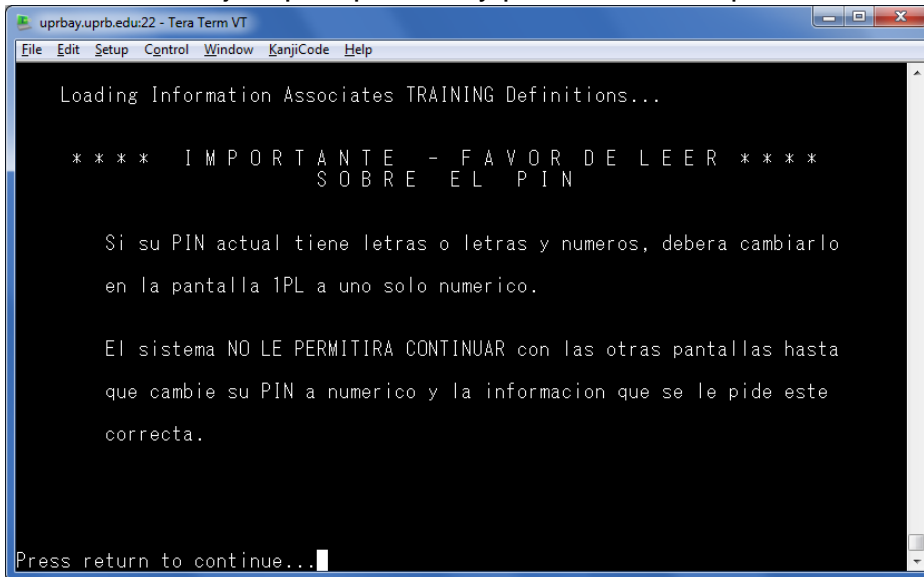 uprbay.uprb.edu:22 - Tera Term VT
File Edit Setup Control Window KanjiCode Help
Loading Information Associates TRAINING Definitions...
* * * * I M P O R T A N T E - F A V O R D E L E E R * * * *
S O B R E E L P I N
Si su PIN actual tiene letras o letras y numeros, debera cambiarlo
en la pantalla 1PL a uno solo numerico.
El sistema NO LE PERMITIRA CONTINUAR con las otras pantallas hasta
que cambie su PIN a numerico y la informacion que se le pide este
correcta.
Press return to continue...